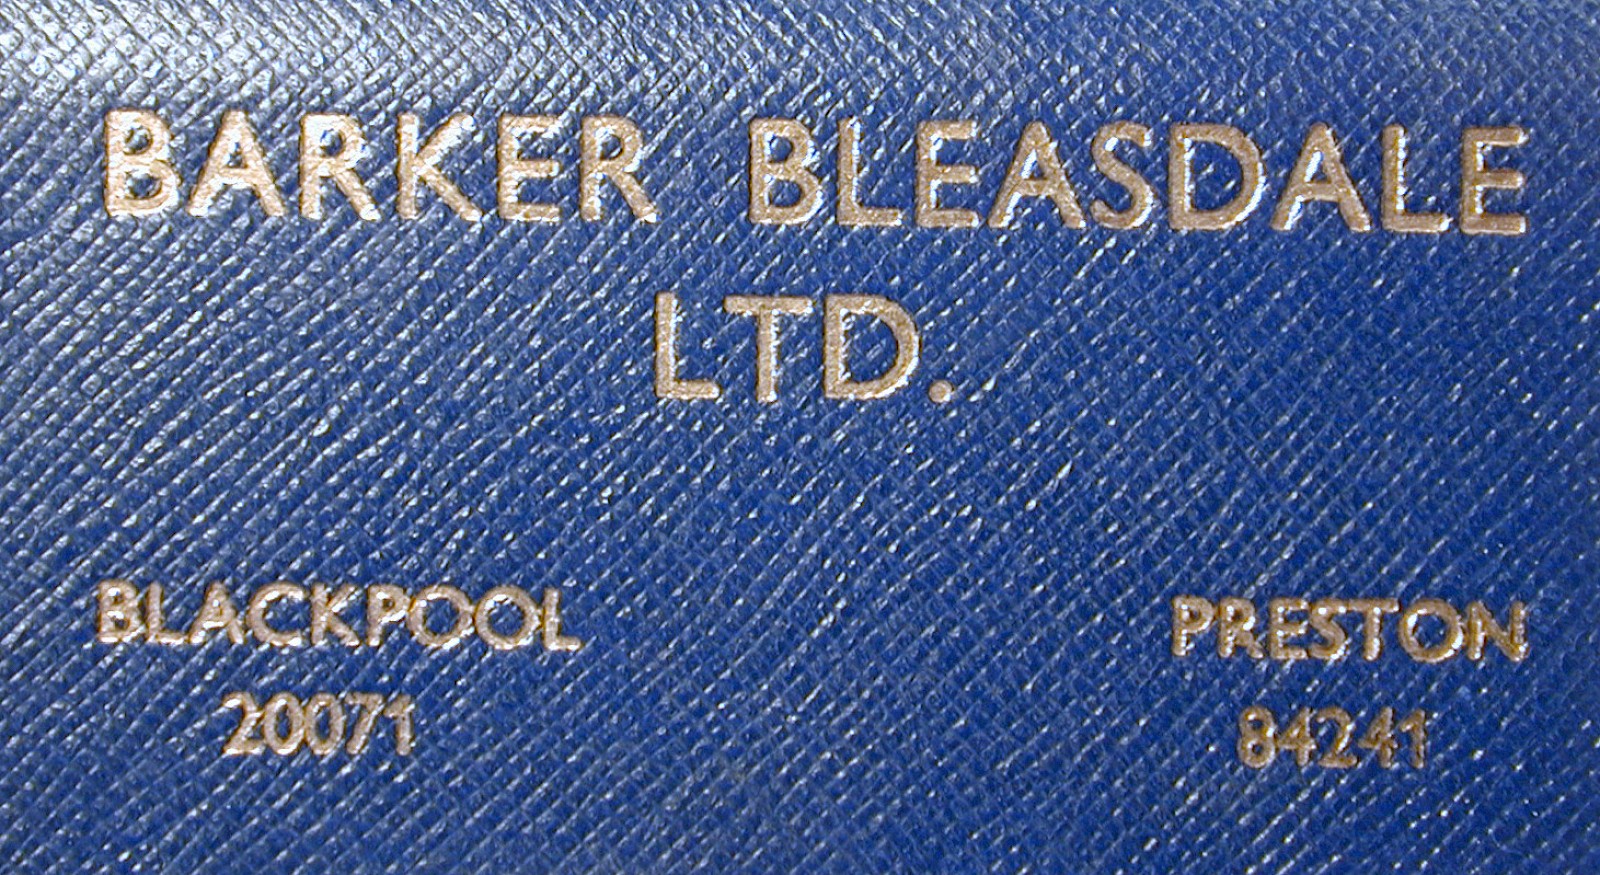 BARKER BLEASDALE
LTD.
BLACKPOOL PRESTON
20071 84241